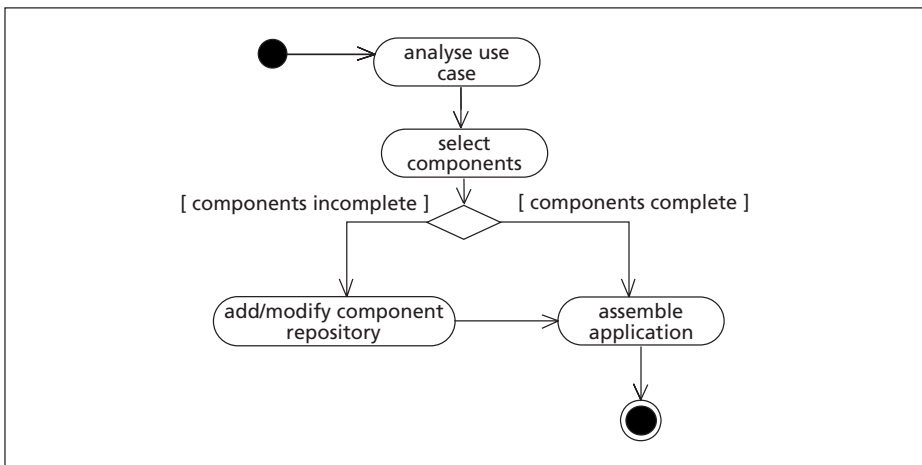 analyse use
case
select
components
[ components incomplete ]
[ components complete ]
add/modify component
repository
assemble
application